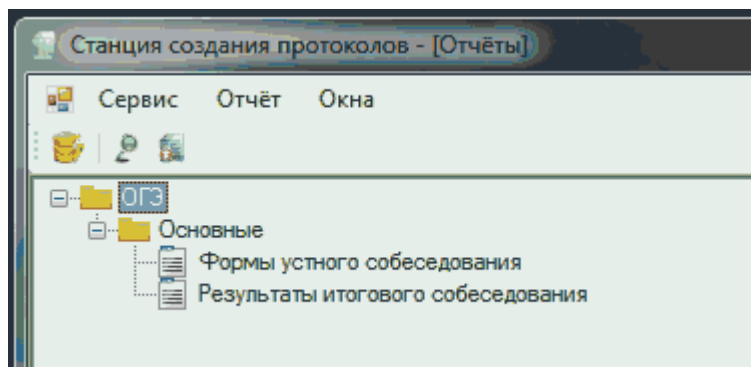 Станция создания протоколов - [Отчёты]
Сервис Отчёт Окна
ОГЭ
Основные
Формы устного собеседования
Результаты итогового собеседования